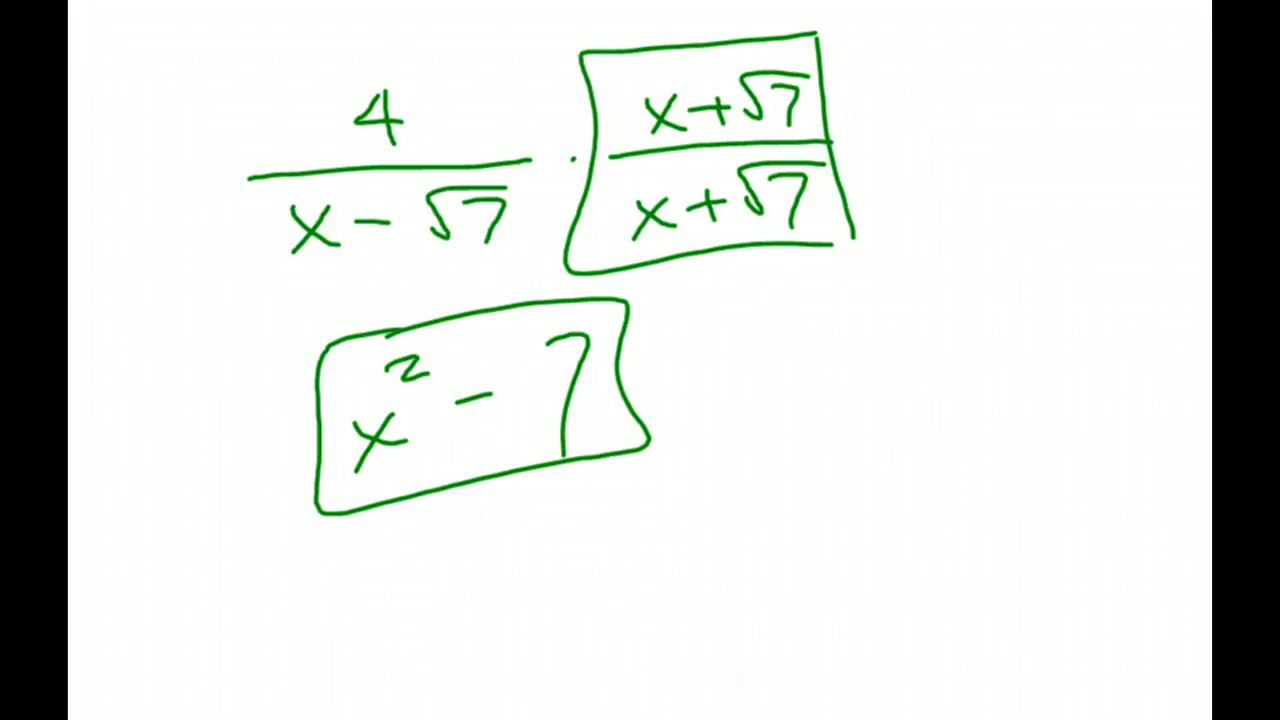 4/(x - √7) · (x + √7)/(x + √7)
x² - 7